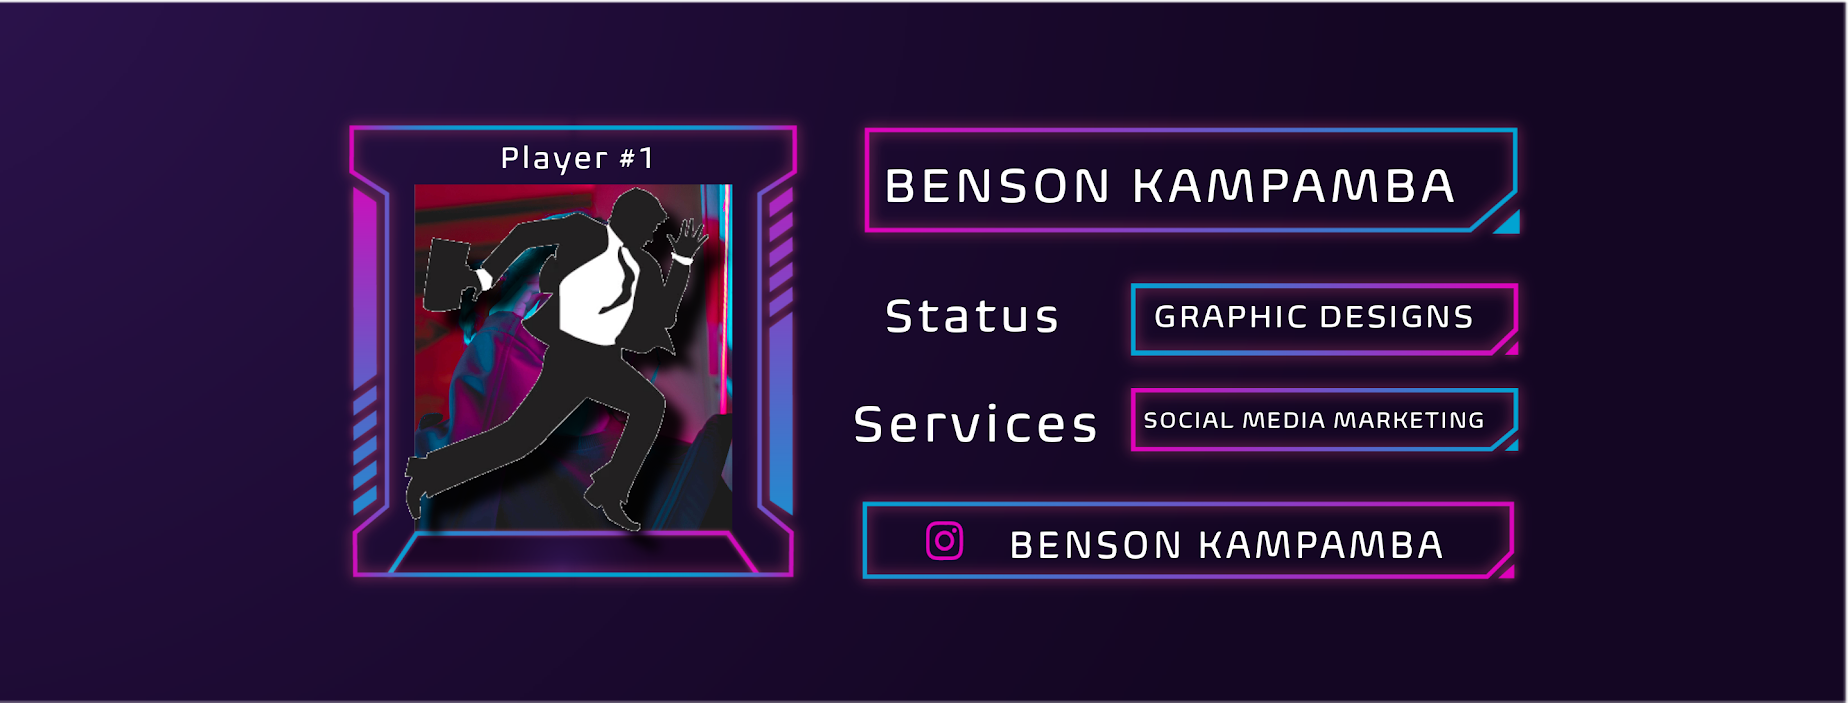 Player #1
BENSON KAMPAMBA
Status
GRAPHIC DESIGNS
Services
SOCIAL MEDIA MARKETING
BENSON KAMPAMBA